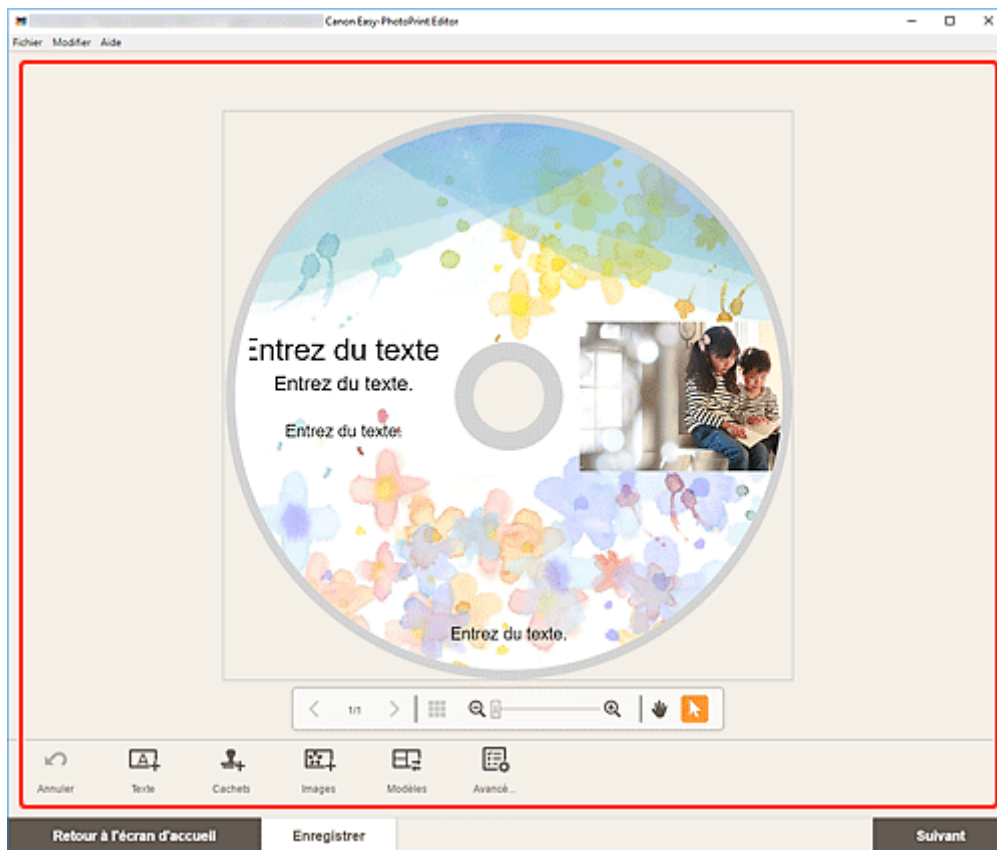 Canon Easy-PhotoPrint Editor
Fichier Modifier Aide
Entrez du texte
Entrez du texte.
Entrez du texte.
Entrez du texte.
1/1
Annuler Texte Cachets Images Modèles Avancé...
Retour à l'écran d'accueil Enregistrer Suivant